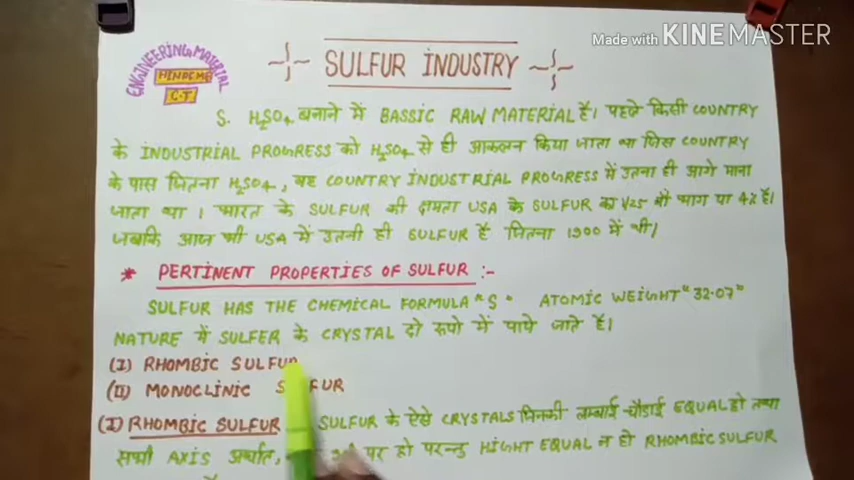 Made with KINEMASTER
ENGINEERING MATERIAL
HINDCME
C.T
SULFUR INDUSTRY
S. H₂SO₄ बनाने में BASSIC RAW MATERIAL है। पहले किसी COUNTRY
के INDUSTRIAL PROGRESS को H₂SO₄ से ही आकलन किया जाता था जिस COUNTRY
के पास जितना H₂SO₄, वह COUNTRY INDUSTRIAL PROGRESS में उतना ही आगे माना
जाता था। भारत के SULFUR की क्षमता USA के SULFUR का 1/25 वाँ भाग या 4% है।
जबकि आज भी USA में उतनी ही SULFUR है जितना 1900 में थी।
* PERTINENT PROPERTIES OF SULFUR :-
SULFUR HAS THE CHEMICAL FORMULA "S" ATOMIC WEIGHT "32.07"
NATURE में SULFER के CRYSTAL दो रूपो में पाये जाते है।
(I) RHOMBIC SULFUR
(II) MONOCLINIC SULFUR
(I) RHOMBIC SULFUR SULFUR के ऐसे CRYSTALS जिनकी लम्बाई-चौडाई EQUAL हो तथा
सभी AXIS अर्थात, पर हो परन्तु HIGHT EQUAL न हो RHOMBIC SULFUR